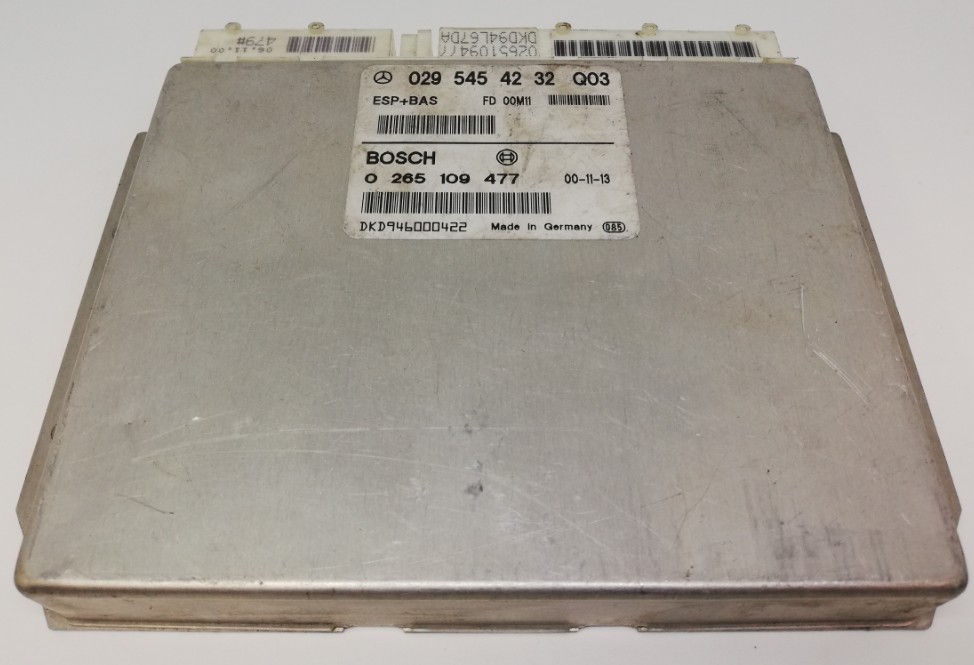 06.11.00
479#
0265109477
DKD94L67DA
029 545 42 32 Q03
ESP+BAS FD 00M11
BOSCH
0 265 109 477 00-11-13
DKD946000422 Made in Germany 085